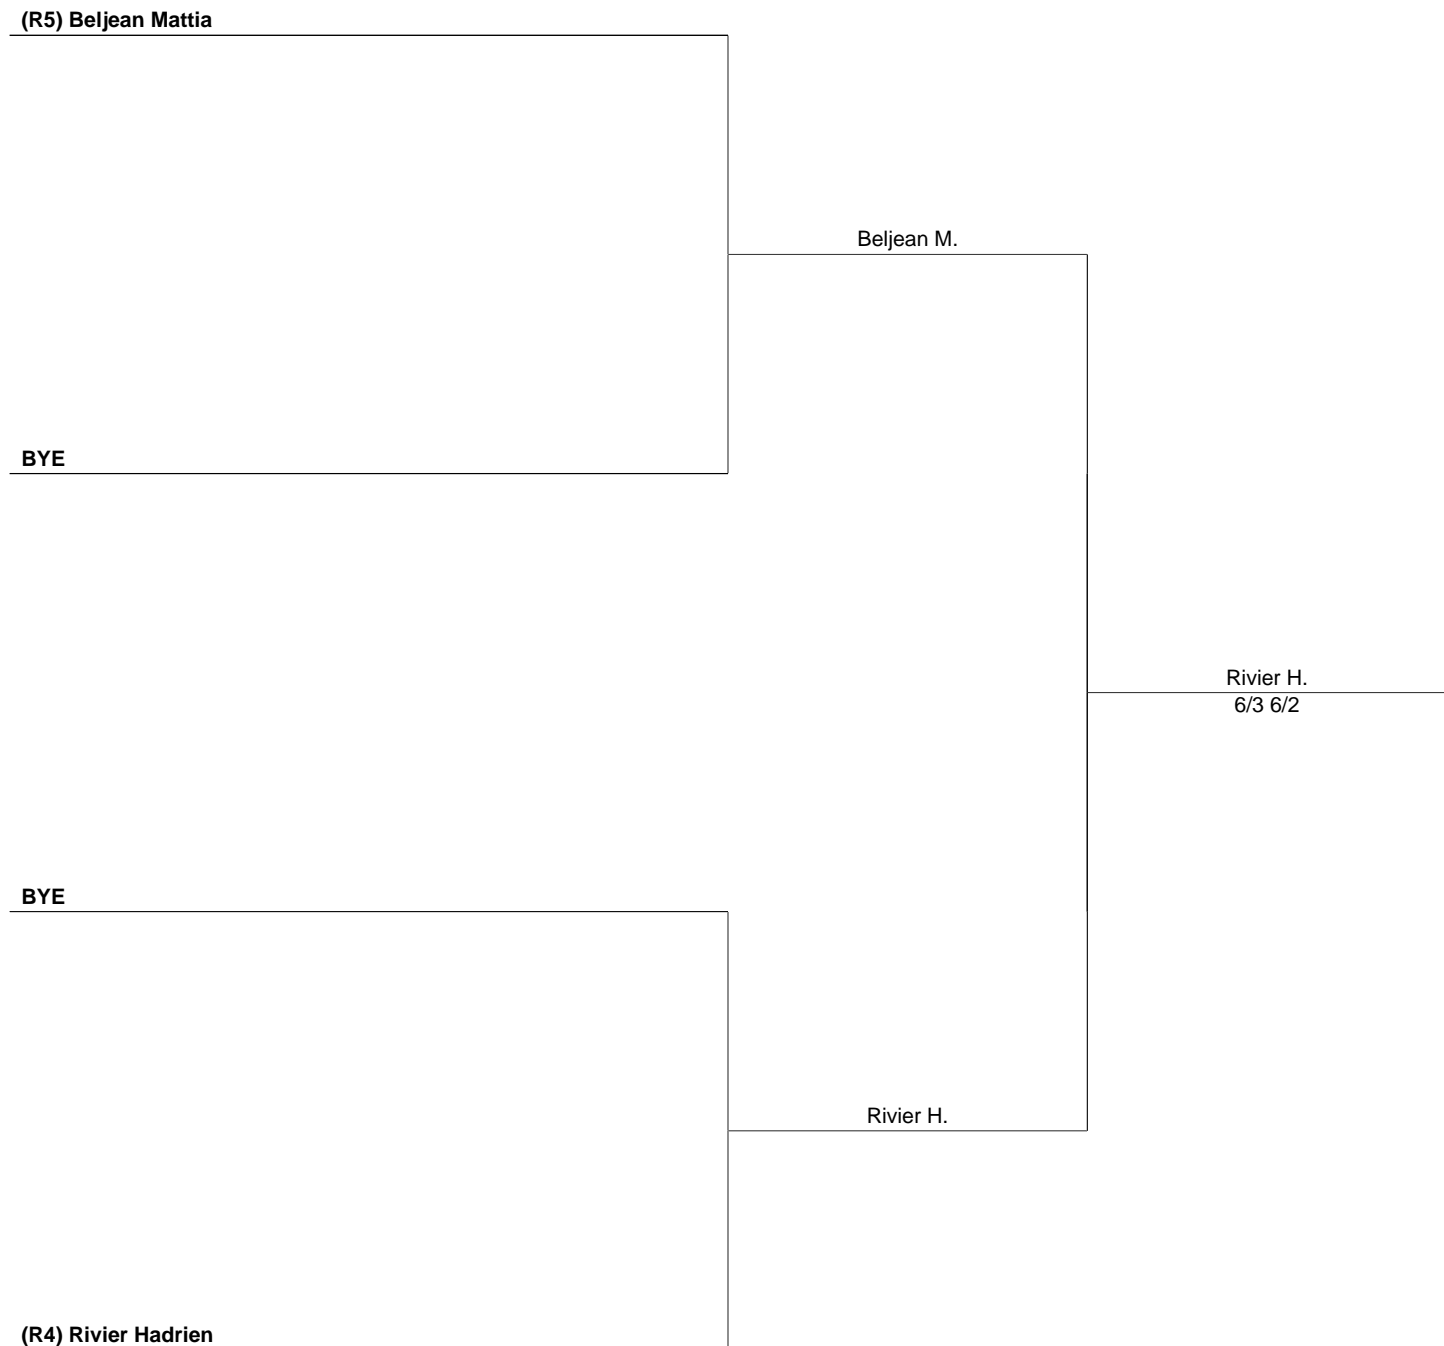 (R5) Beljean Mattia
Beljean M.
BYE
Rivier H.
6/3 6/2
BYE
Rivier H.
(R4) Rivier Hadrien